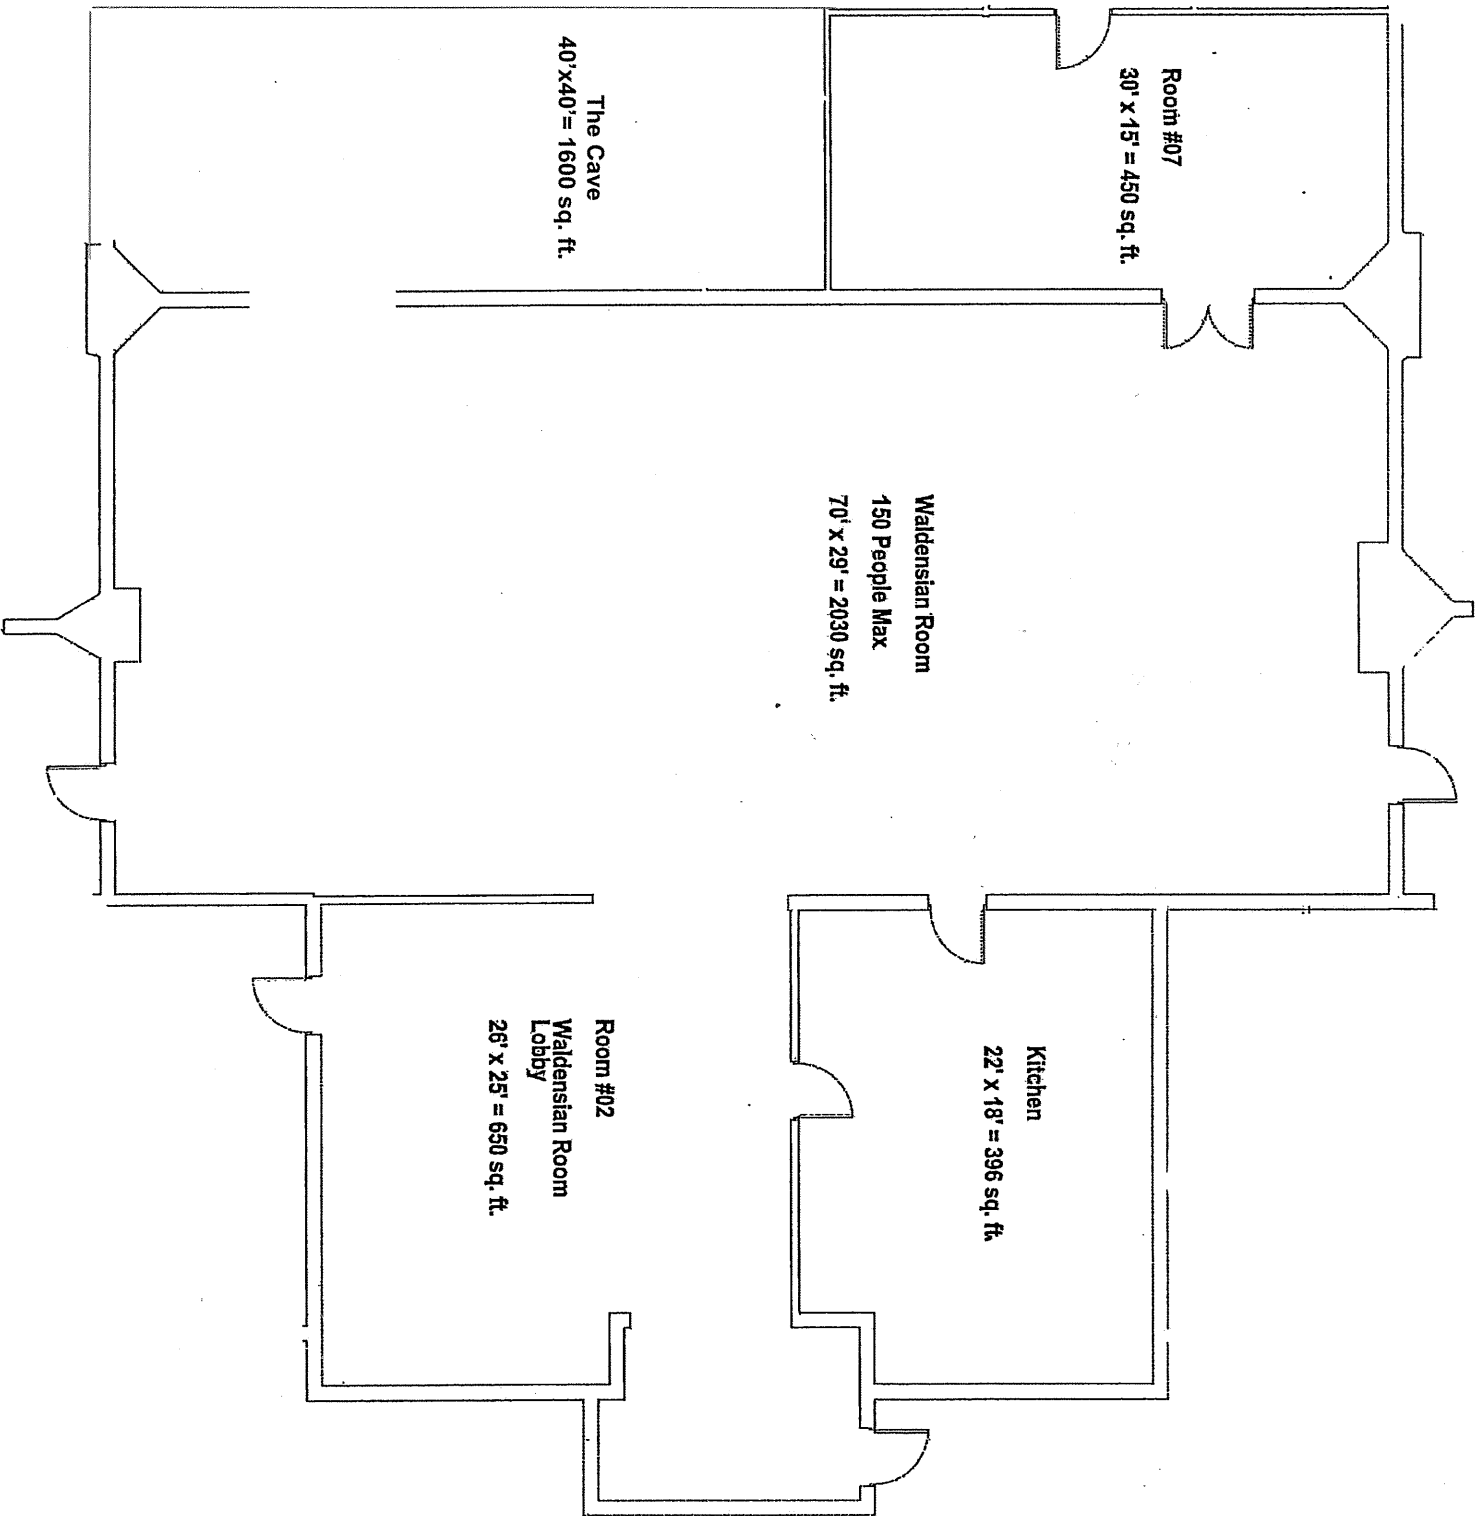 Room #07
30' x 15' = 450 sq. ft.
The Cave
40'x40'= 1600 sq. ft.
Waldensian Room
150 People Max
70' x 29' = 2030 sq. ft.
Kitchen
22' x 18' = 396 sq. ft.
Room #02
Waldensian Room
Lobby
26' x 25' = 650 sq. ft.